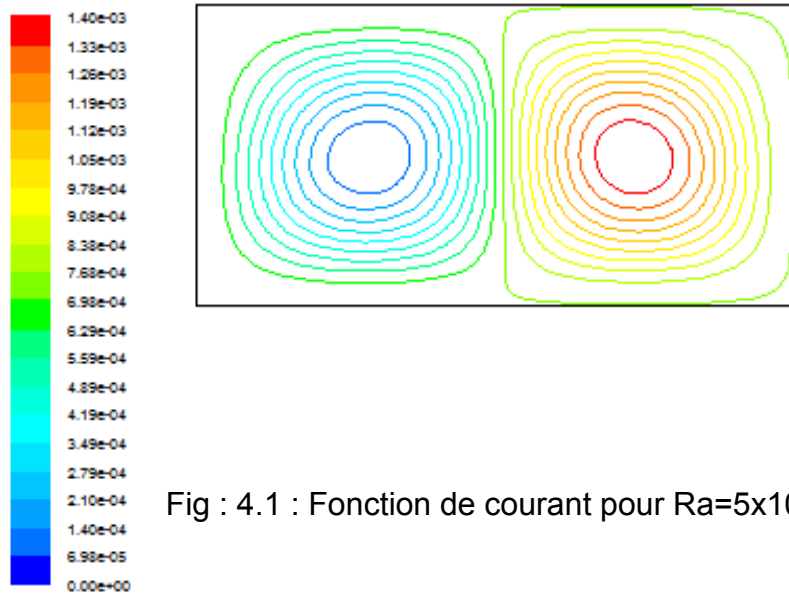 1.40e-03
1.33e-03
1.26e-03
1.19e-03
1.12e-03
1.05e-03
9.78e-04
9.08e-04
8.38e-04
7.68e-04
6.98e-04
6.29e-04
5.59e-04
4.89e-04
4.19e-04
3.49e-04
2.79e-04
2.10e-04
1.40e-04
6.98e-05
0.00e+00
Fig : 4.1 : Fonction de courant pour Ra=5x10